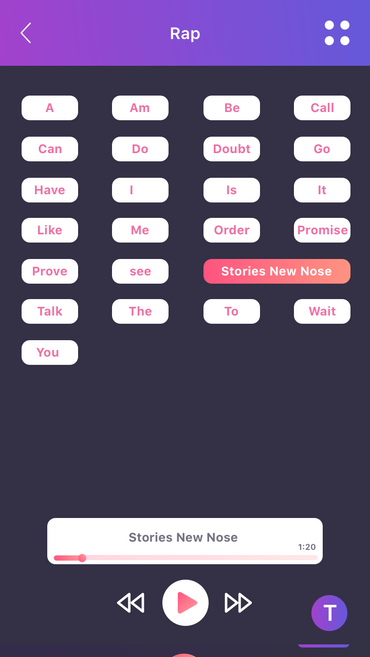 Rap
A Am Be Call
Can Do Doubt Go
Have I Is It
Like Me Order Promise
Prove see Stories New Nose
Talk The To Wait
You
Stories New Nose
1:20
T